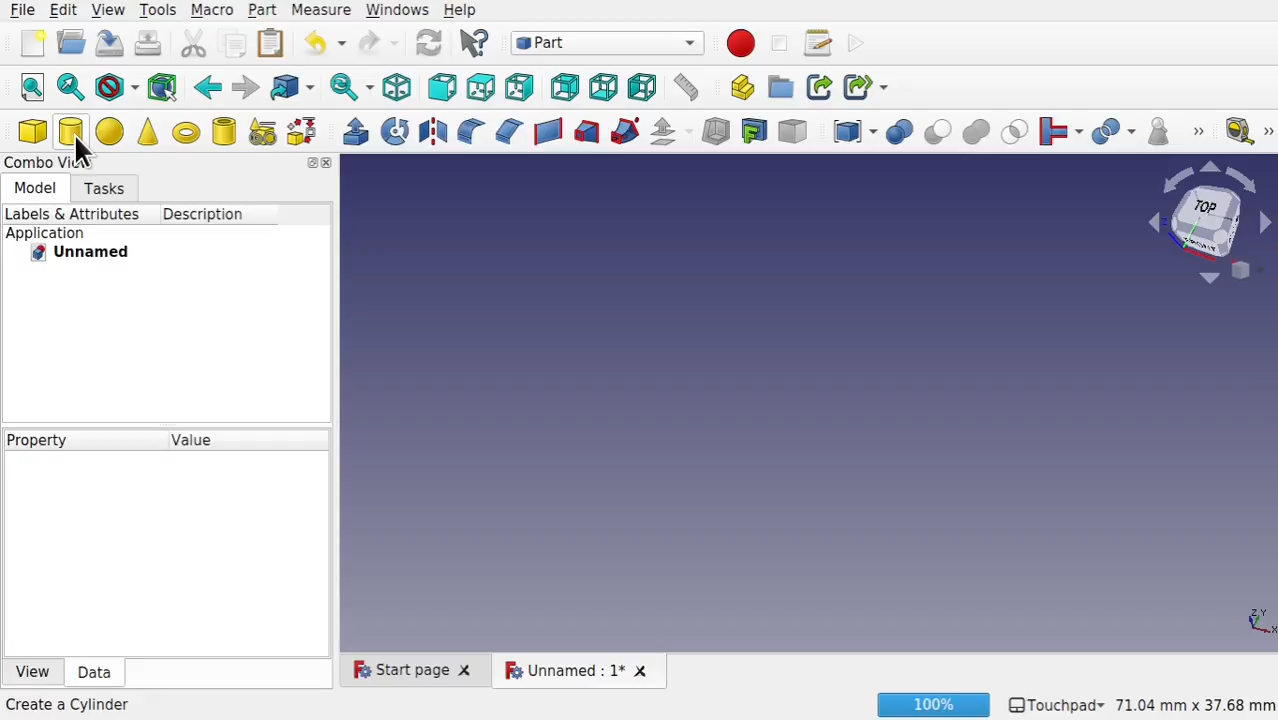 File Edit View Tools Macro Part Measure Windows Help
Part
Combo Vi
Model Tasks
Labels & Attributes Description
Application
Unnamed
TOP
Z
Property Value
Z Y
X
View Data
Start page Unnamed : 1*
Create a Cylinder 100% Touchpad 71.04 mm x 37.68 mm